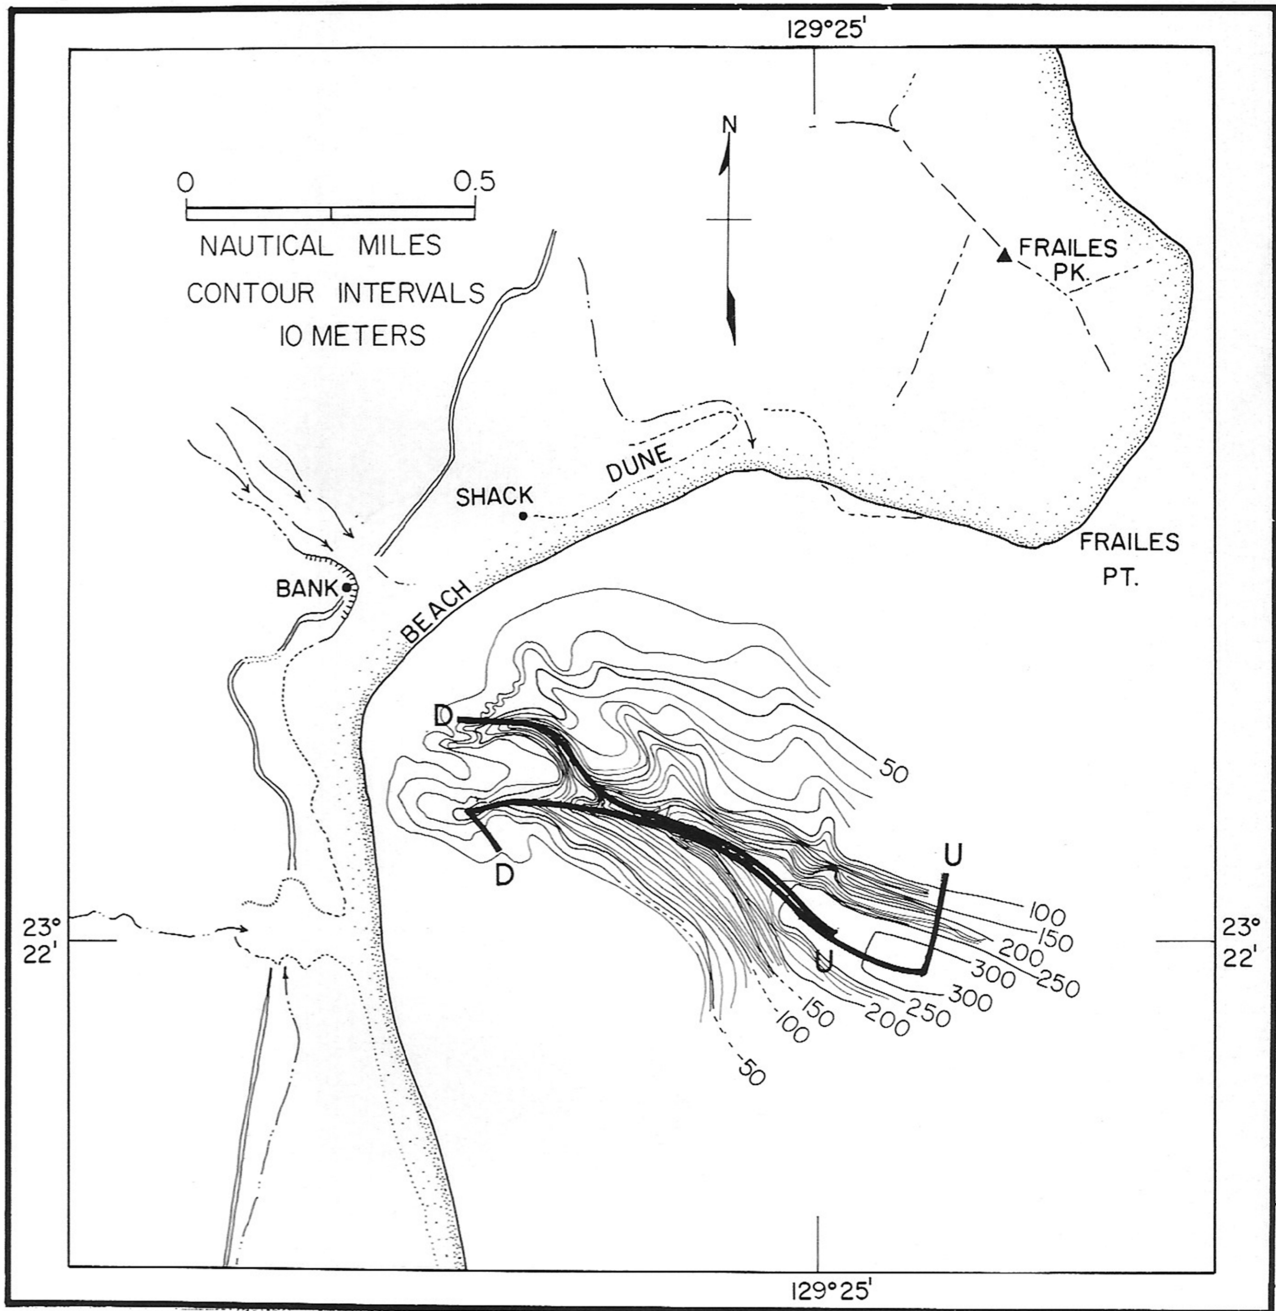 129°25'
N
0 0.5
NAUTICAL MILES
CONTOUR INTERVALS
10 METERS
FRAILES
PK.
DUNE
SHACK
FRAILES
PT.
BANK
BEACH
D
50
D
U
100
150
200
250
300
U
300
250
200
150
100
50
23°
22'
23°
22'
129°25'